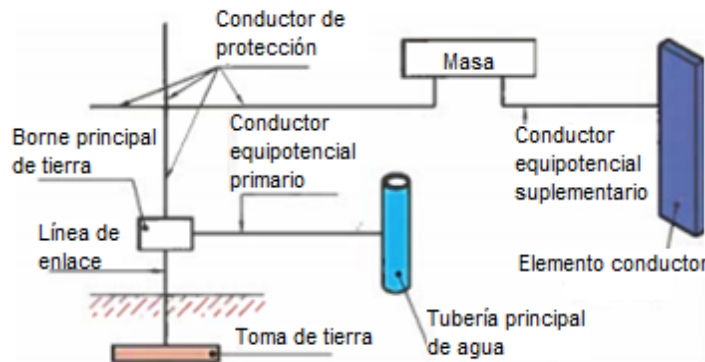 Conductor de
protección
Masa
Borne principal
de tierra
Conductor
equipotencial
primario
Conductor
equipotencial
suplementario
Línea de
enlace
Elemento conductor
Tubería principal
de agua
Toma de tierra